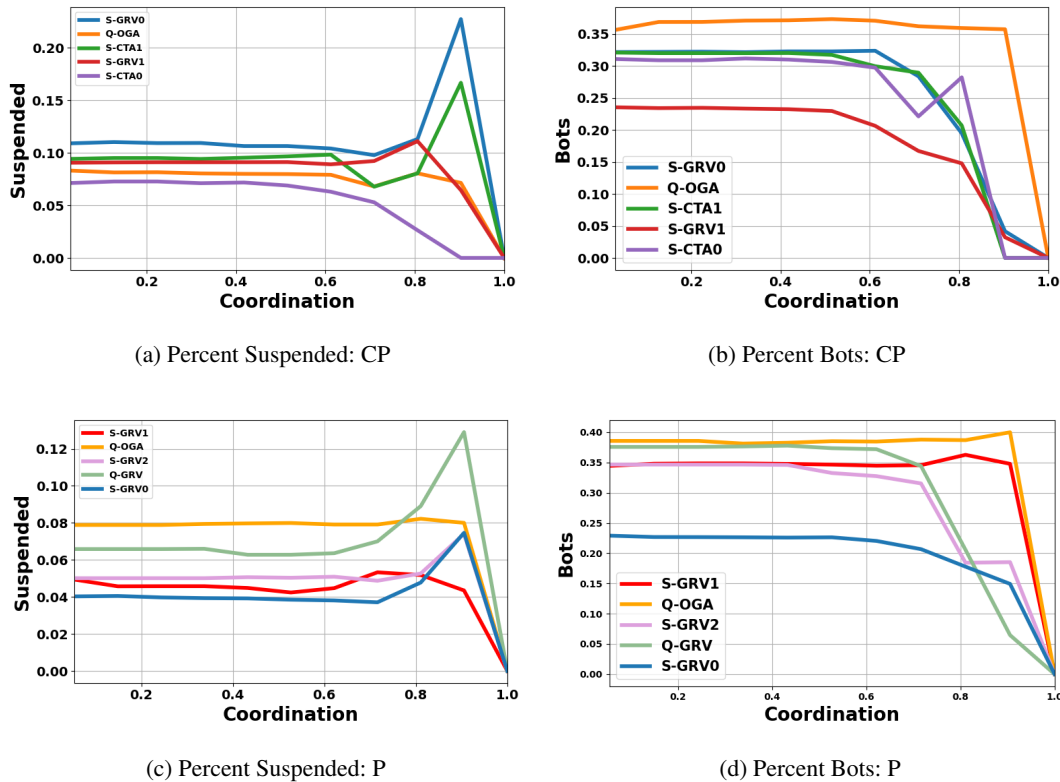 S-GRV0
Q-OGA
S-CTA1
S-GRV1
S-CTA0
0.20
0.15
0.10
0.05
0.00
Suspended
0.2 0.4 0.6 0.8 1.0
Coordination
(a) Percent Suspended: CP
0.35
0.30
0.25
0.20
0.15
0.10
0.05
0.00
Bots
S-GRV0
Q-OGA
S-CTA1
S-GRV1
S-CTA0
0.2 0.4 0.6 0.8 1.0
Coordination
(b) Percent Bots: CP
S-GRV1
Q-OGA
S-GRV2
Q-GRV
S-GRV0
0.12
0.10
0.08
0.06
0.04
0.02
0.00
Suspended
0.2 0.4 0.6 0.8 1.0
Coordination
(c) Percent Suspended: P
0.40
0.35
0.30
0.25
0.20
0.15
0.10
0.05
0.00
Bots
S-GRV1
Q-OGA
S-GRV2
Q-GRV
S-GRV0
0.2 0.4 0.6 0.8 1.0
Coordination
(d) Percent Bots: P